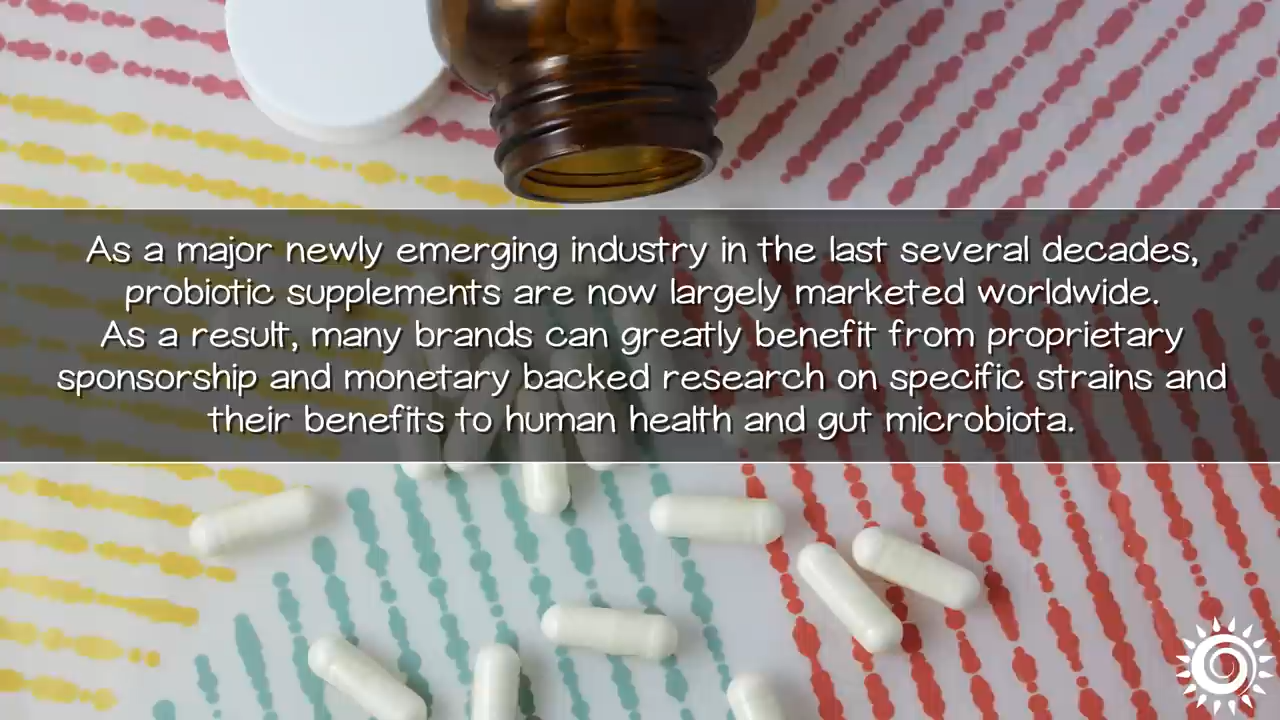 As a major newly emerging industry in the last several decades,
probiotic supplements are now largely marketed worldwide.
As a result, many brands can greatly benefit from proprietary
sponsorship and monetary backed research on specific strains and
their benefits to human health and gut microbiota.